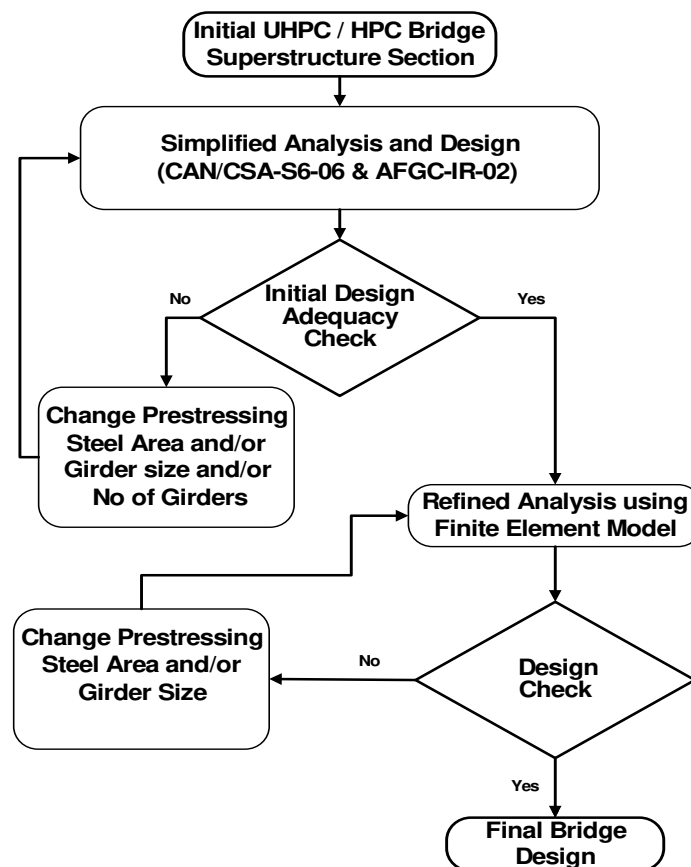 Initial UHPC / HPC Bridge
Superstructure Section
Simplified Analysis and Design
(CAN/CSA-S6-06 & AFGC-IR-02)
No
Initial Design
Adequacy
Check
Yes
Change Prestressing
Steel Area and/or
Girder size and/or
No of Girders
Refined Analysis using
Finite Element Model
Change Prestressing
Steel Area and/or
Girder Size
No
Design
Check
Yes
Final Bridge
Design